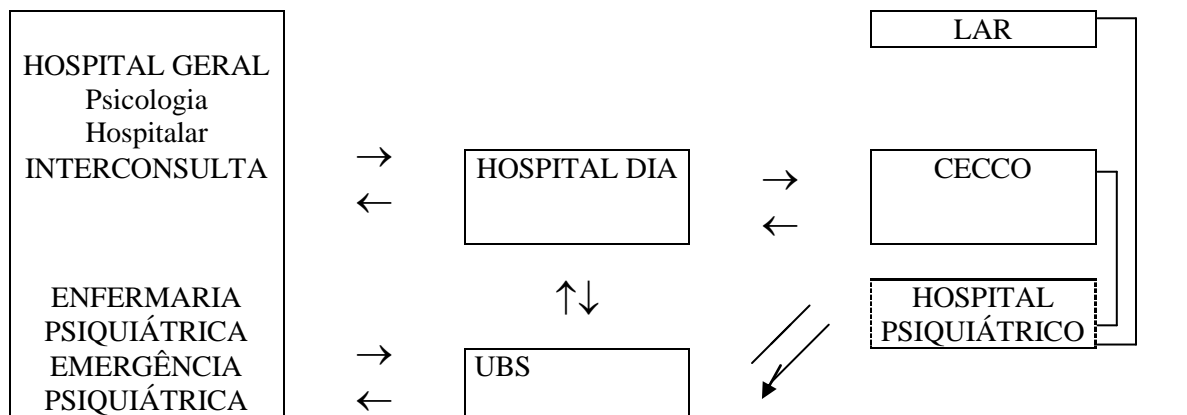 HOSPITAL GERAL
Psicologia
Hospitalar
INTERCONSULTA
ENFERMARIA
PSIQUIÁTRICA
EMERGÊNCIA
PSIQUIÁTRICA
HOSPITAL DIA
UBS
LAR
CECCO
HOSPITAL
PSIQUIÁTRICO